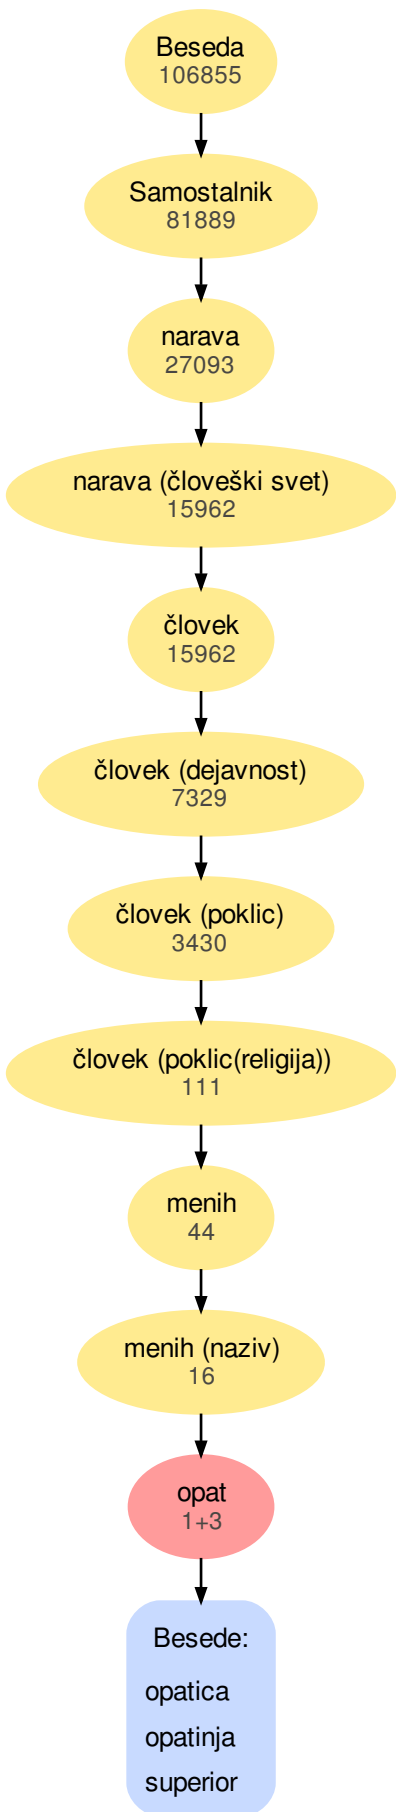 Beseda
106855
Samostalnik
81889
narava
27093
narava (človeški svet)
15962
človek
15962
človek (dejavnost)
7329
človek (poklic)
3430
človek (poklic(religija))
111
menih
44
menih (naziv)
16
opat
1+3
Besede:
opatica
opatinja
superior